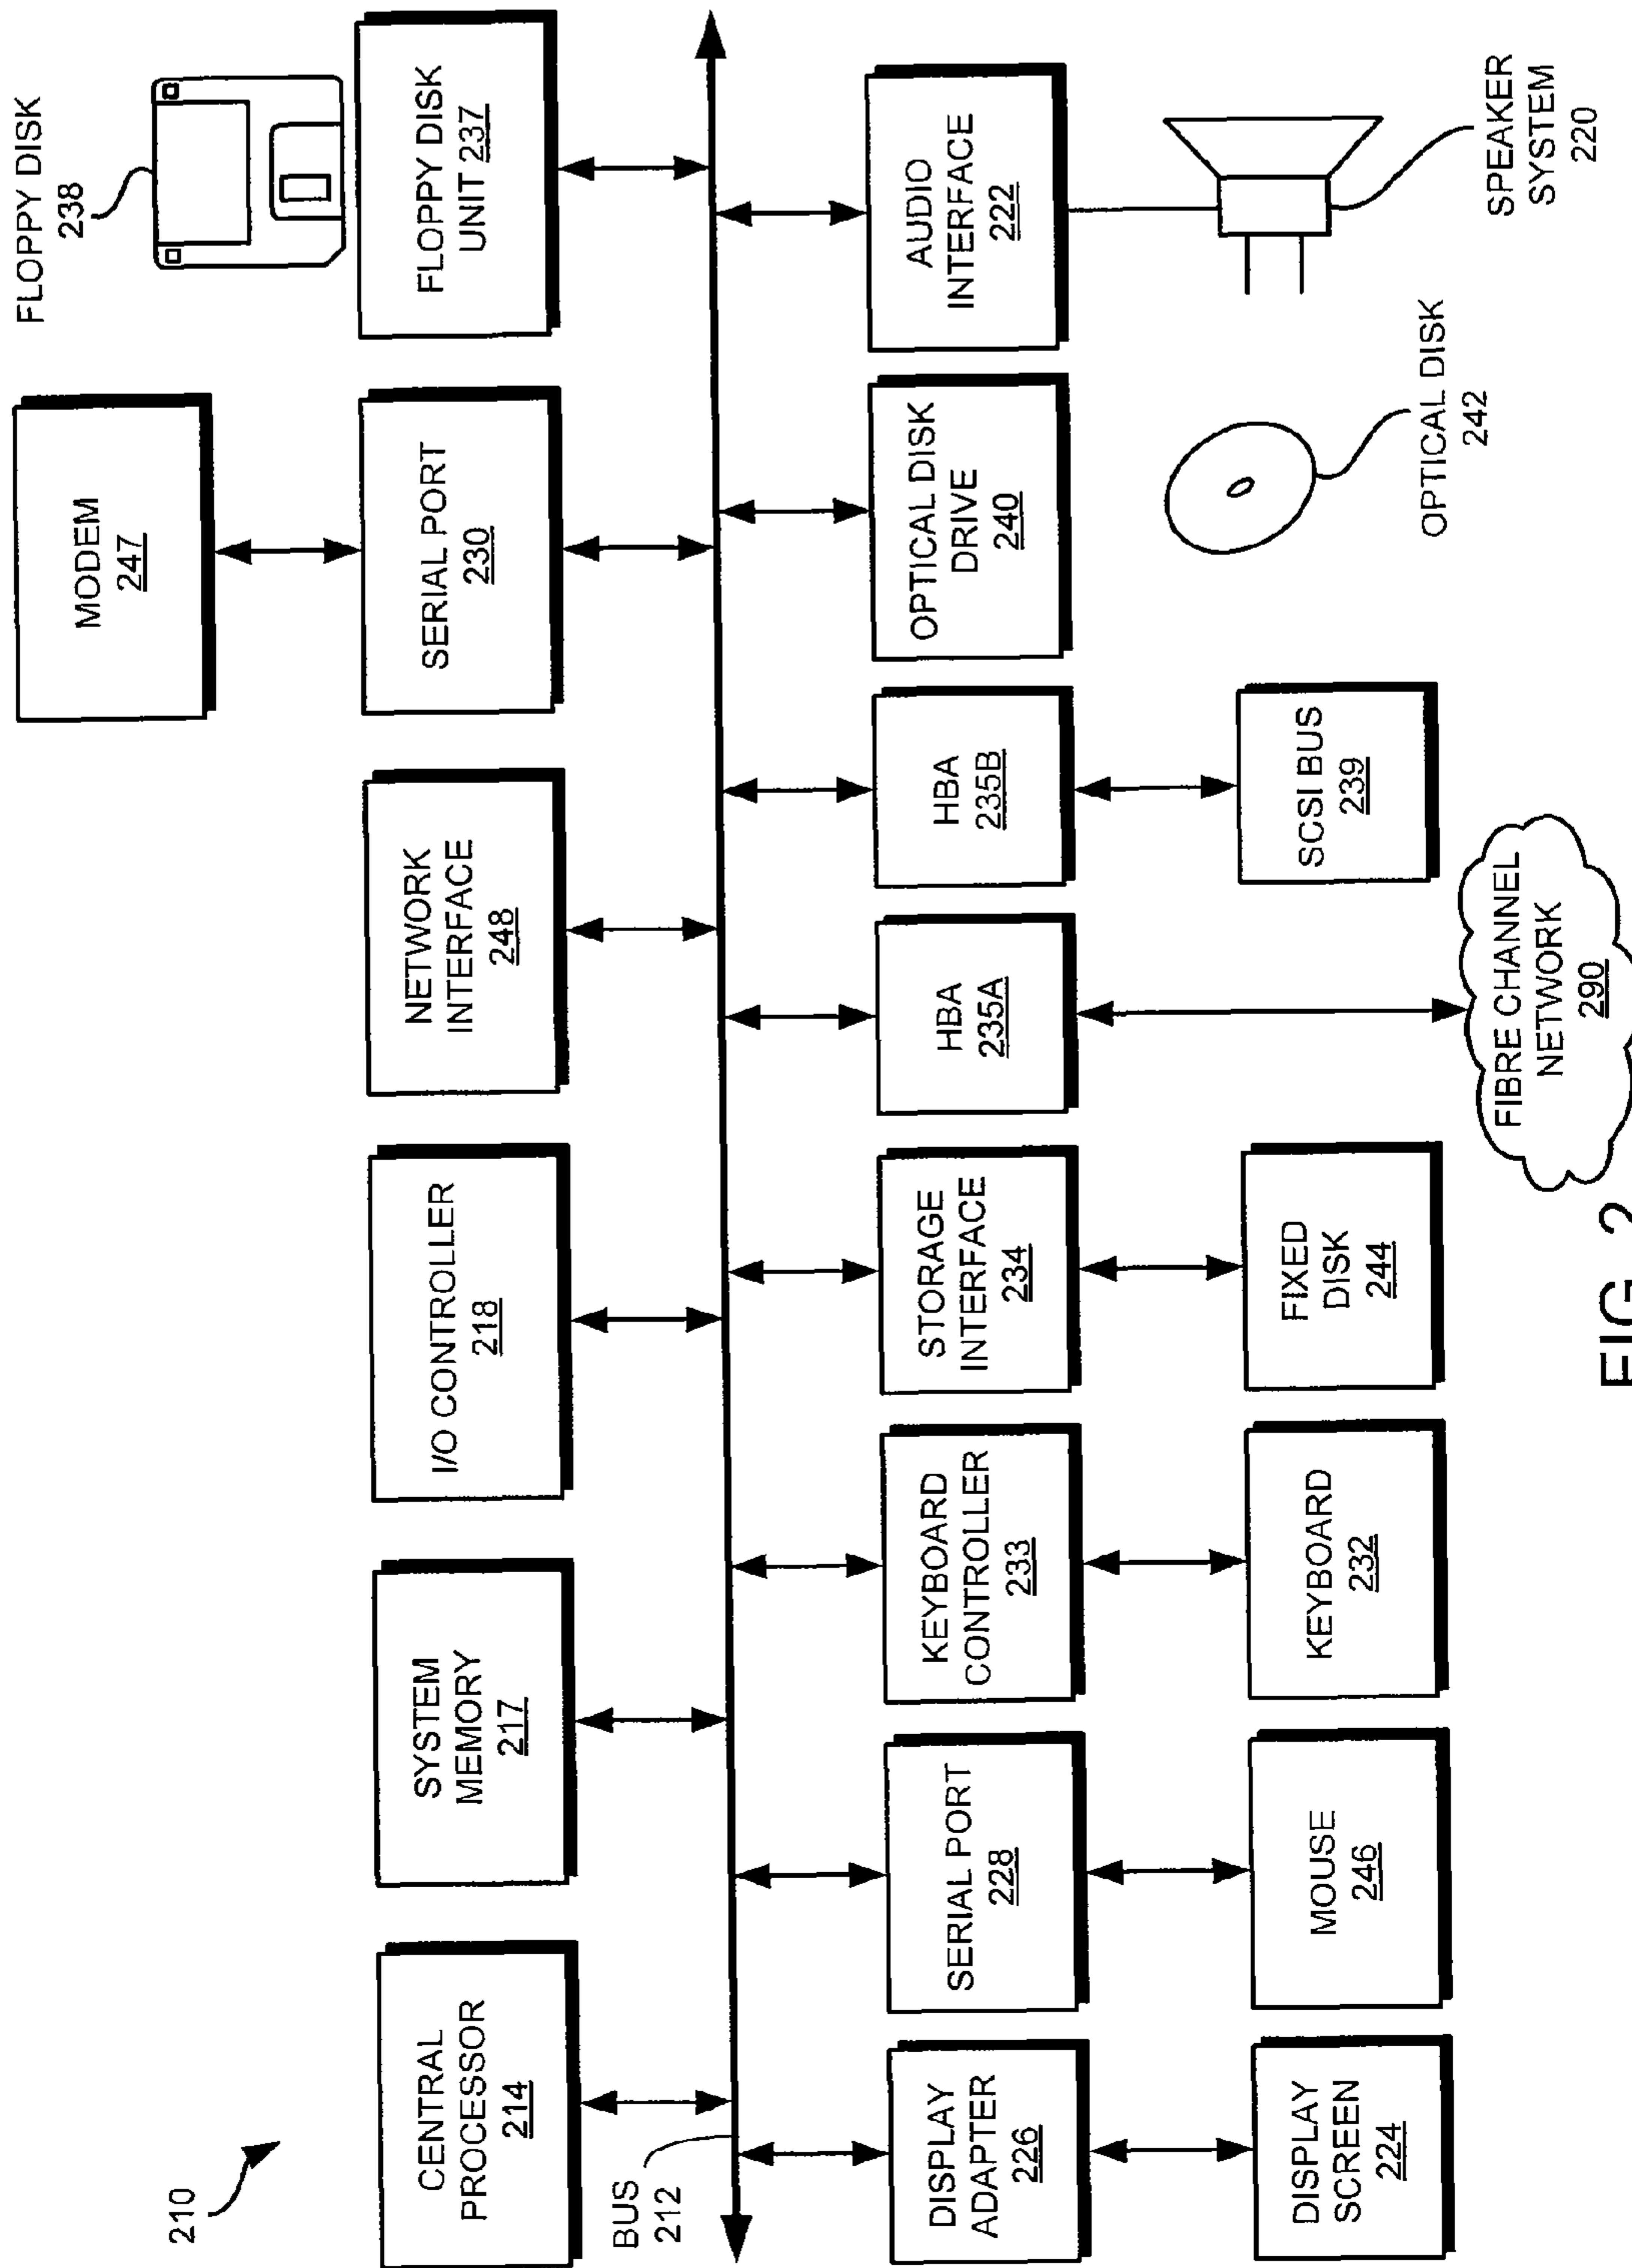 210
MODEM
247
FLOPPY DISK
238
CENTRAL
PROCESSOR
214
SYSTEM
MEMORY
217
I/O CONTROLLER
218
NETWORK
INTERFACE
248
SERIAL PORT
230
FLOPPY DISK
UNIT 237
BUS
212
DISPLAY
ADAPTER
226
SERIAL PORT
228
KEYBOARD
CONTROLLER
233
STORAGE
INTERFACE
234
HBA
235A
HBA
235B
OPTICAL DISK
DRIVE
240
AUDIO
INTERFACE
222
DISPLAY
SCREEN
224
MOUSE
246
KEYBOARD
232
FIXED
DISK
244
FIBRE CHANNEL
NETWORK
290
SCSI BUS
239
OPTICAL DISK
242
SPEAKER
SYSTEM
220
FIG. 2